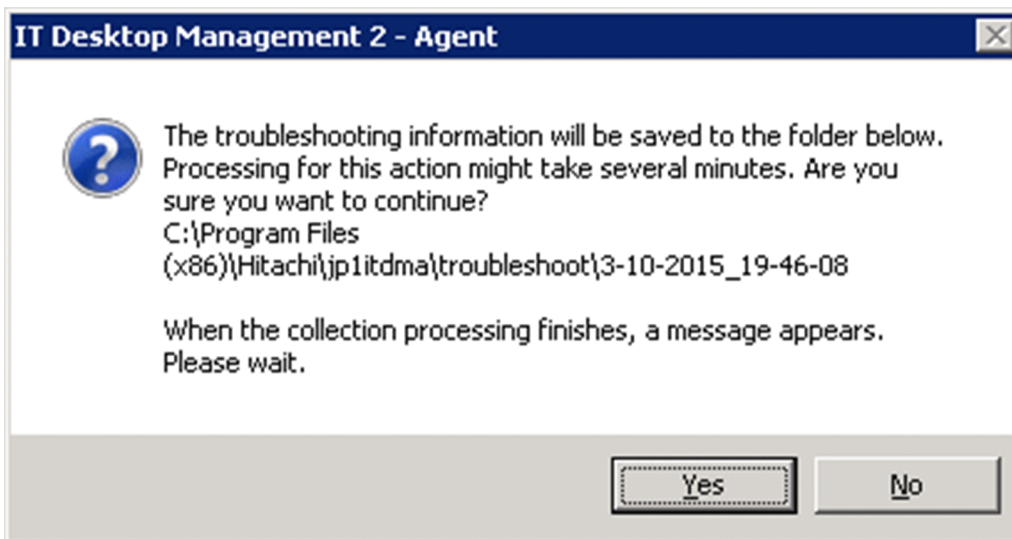 IT Desktop Management 2 - Agent
The troubleshooting information will be saved to the folder below.
Processing for this action might take several minutes. Are you
sure you want to continue?
C:\Program Files
(x86)\Hitachi\jp1itdma\troubleshoot\3-10-2015_19-46-08
When the collection processing finishes, a message appears.
Please wait.
Yes
No